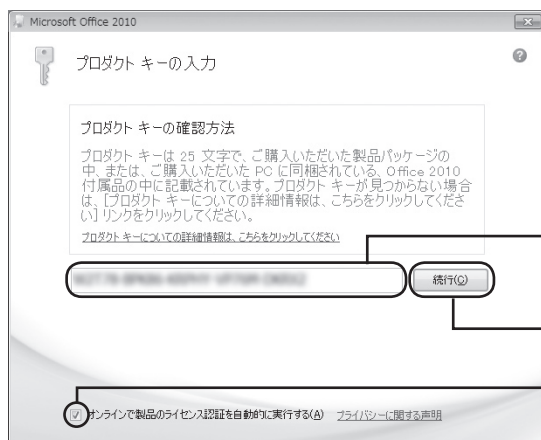 Microsoft Office 2010
プロダクト キーの入力
プロダクト キーの確認方法
プロダクト キーは 25 文字で、ご購入いただいた製品パッケージの
中、または、ご購入いただいた PC に同梱されている、Office 2010
付属品の中に記載されています。プロダクト キーが見つからない場合
は、[プロダクト キーについての詳細情報は、こちらをクリックしてくださ
い] リンクをクリックしてください。
プロダクト キーについての詳細情報は、こちらをクリックしてください
続行(C)
オンラインで製品のライセンス認証を自動的に実行する(A) プライバシーに関する声明